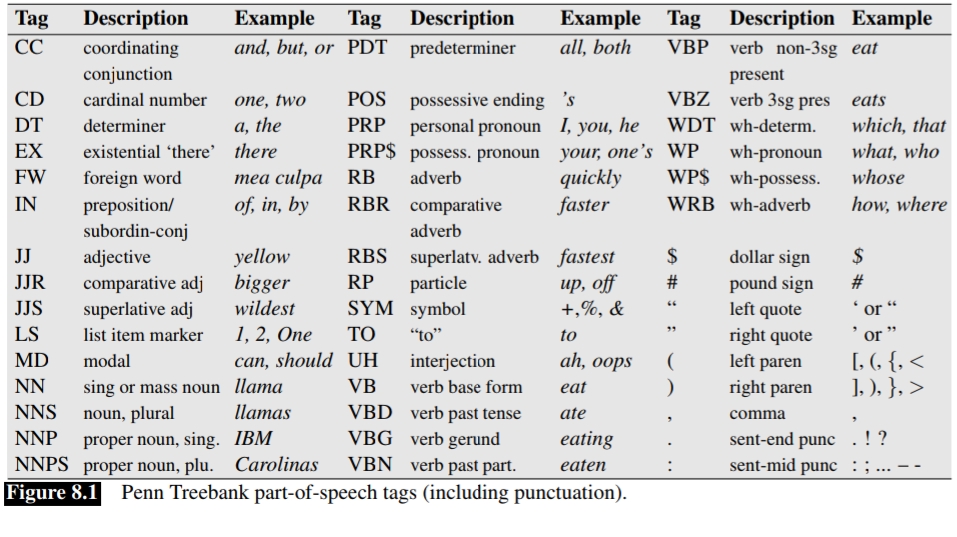 Tag Description Example Tag Description Example Tag Description Example
CC coordinating and, but, or PDT predeterminer all, both VBP verb non-3sg eat
conjunction present
CD cardinal number one, two POS possessive ending 's VBZ verb 3sg pres eats
DT determiner a, the PRP personal pronoun I, you, he WDT wh-determ. which, that
EX existential ‘there’ there PRP$ possess. pronoun your, one's WP wh-pronoun what, who
FW foreign word mea culpa RB adverb quickly WP$ wh-possess. whose
IN preposition/ of, in, by RBR comparative faster WRB wh-adverb how, where
subordin-conj adverb
JJ adjective yellow RBS superlatv. adverb fastest $ dollar sign $
JJR comparative adj bigger RP particle up, off # pound sign #
JJS superlative adj wildest SYM symbol +,%, & “ left quote ‘ or “
LS list item marker 1, 2, One TO “to” to ” right quote ’ or ”
MD modal can, should UH interjection ah, oops ( left paren [, (, {, <
NN sing or mass noun llama VB verb base form eat ) right paren ], ), }, >
NNS noun, plural llamas VBD verb past tense ate , comma ,
NNP proper noun, sing. IBM VBG verb gerund eating . sent-end punc . ! ?
NNPS proper noun, plu. Carolinas VBN verb past part. eaten : sent-mid punc : ; ... – -
Figure 8.1 Penn Treebank part-of-speech tags (including punctuation).